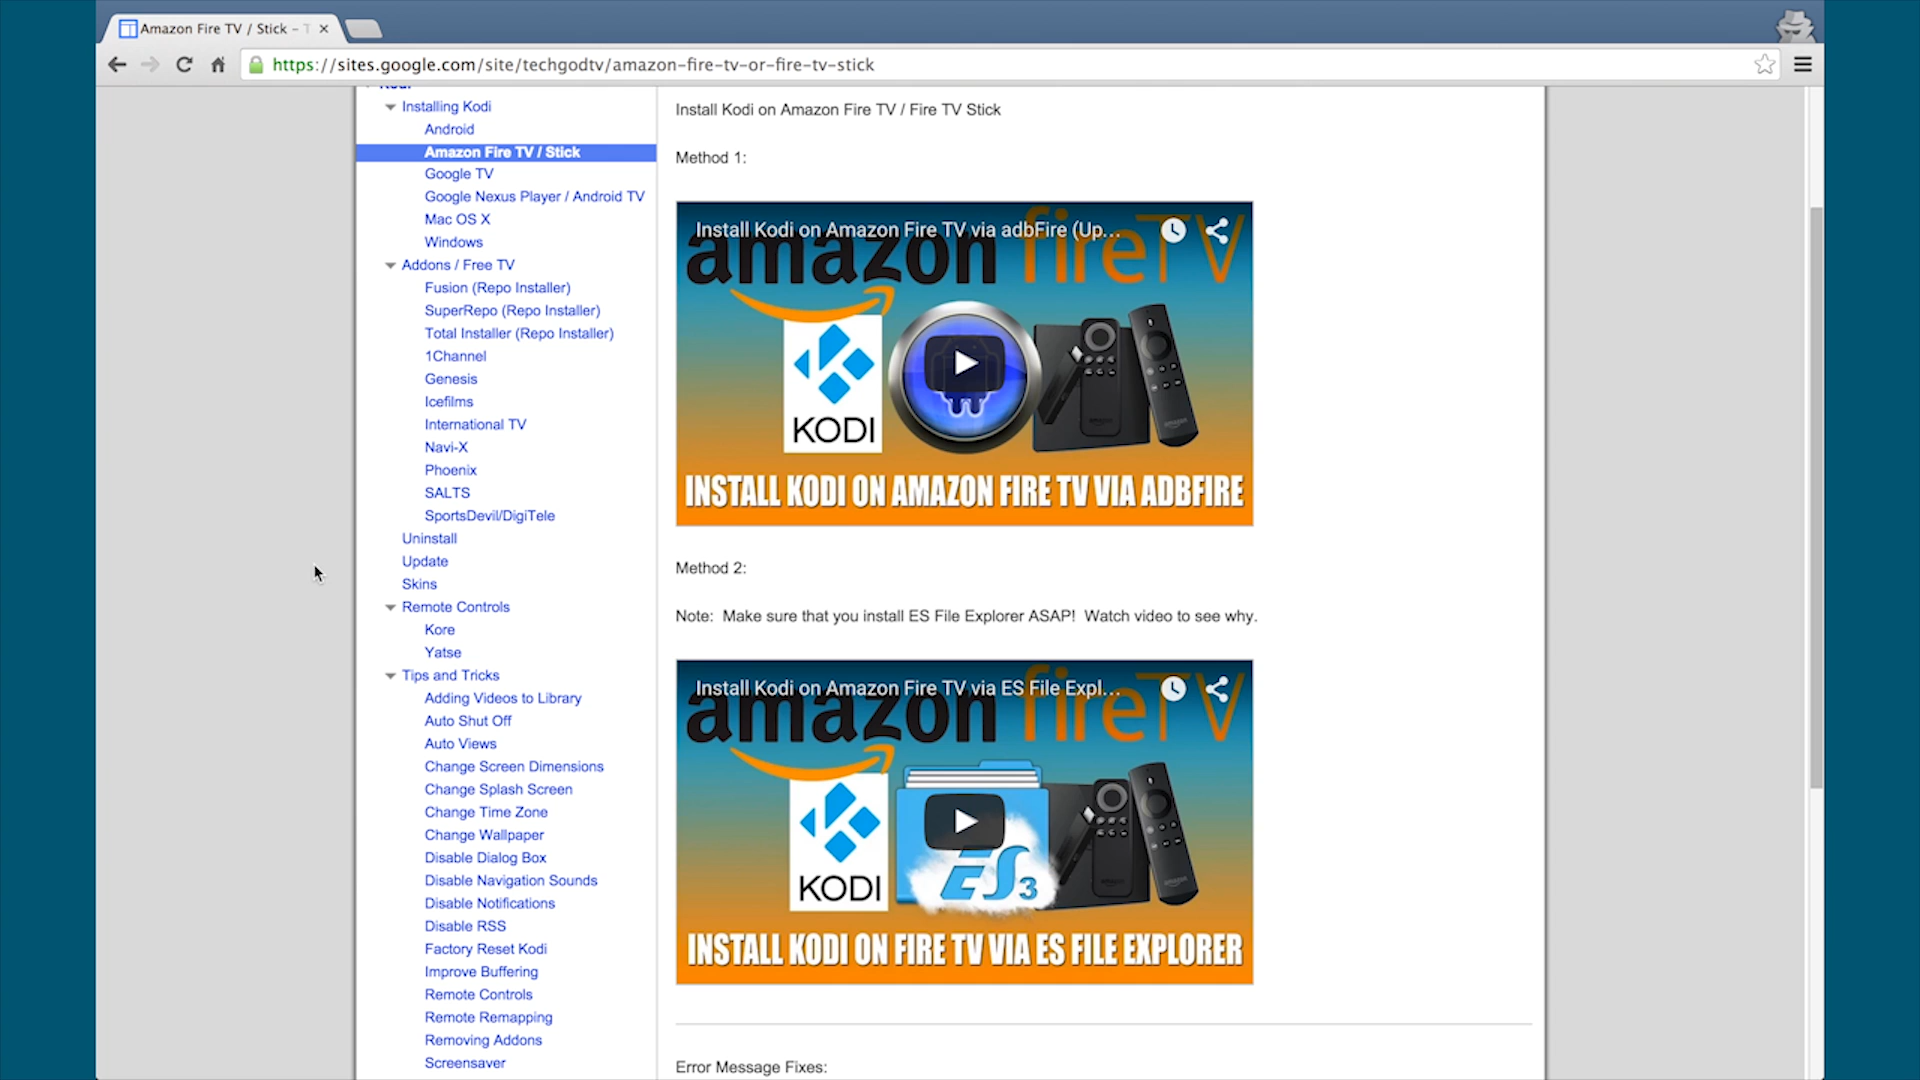 Amazon Fire TV / Stick - T
https://sites.google.com/site/techgodtv/amazon-fire-tv-or-fire-tv-stick
Kodi
Installing Kodi
Android
Amazon Fire TV / Stick
Google TV
Google Nexus Player / Android TV
Mac OS X
Windows
Addons / Free TV
Fusion (Repo Installer)
SuperRepo (Repo Installer)
Total Installer (Repo Installer)
1Channel
Genesis
Icefilms
International TV
Navi-X
Phoenix
SALTS
SportsDevil/DigiTele
Uninstall
Update
Skins
Remote Controls
Kore
Yatse
Tips and Tricks
Adding Videos to Library
Auto Shut Off
Auto Views
Change Screen Dimensions
Change Splash Screen
Change Time Zone
Change Wallpaper
Disable Dialog Box
Disable Navigation Sounds
Disable Notifications
Disable RSS
Factory Reset Kodi
Improve Buffering
Remote Controls
Remote Remapping
Removing Addons
Screensaver
Install Kodi on Amazon Fire TV / Fire TV Stick
Method 1:
Install Kodi on Amazon Fire TV via adbFire (Up...
amazon fireTV
KODI
INSTALL KODI ON AMAZON FIRE TV VIA ADBFIRE
Method 2:
Note: Make sure that you install ES File Explorer ASAP! Watch video to see why.
Install Kodi on Amazon Fire TV via ES File Expl...
amazon fireTV
KODI
ES3
INSTALL KODI ON FIRE TV VIA ES FILE EXPLORER
Error Message Fixes: